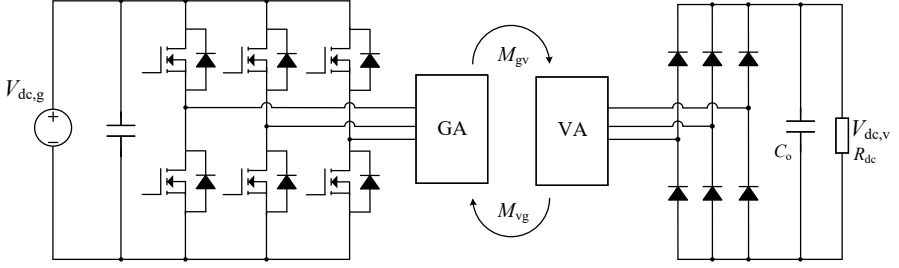 V_dc,g
GA
M_gv
M_vg
VA
C_o
V_dc,v
R_dc